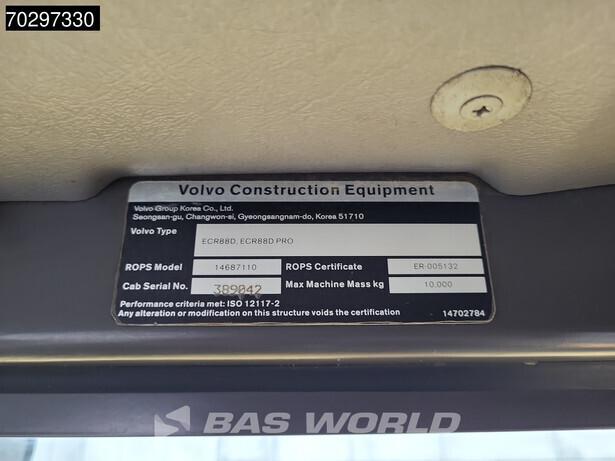 70297330
Volvo Construction Equipment
Volvo Group Korea Co., Ltd.
Seongsan-gu, Changwon-si, Gyeongsangnam-do, Korea 51710
Volvo Type
ECR88D, ECR88D PRO
ROPS Model 14687110 ROPS Certificate ER-005132
Cab Serial No. 389042 Max Machine Mass kg 10,000
Performance criteria met: ISO 12117-2
Any alteration or modification on this structure voids the certification 14702784
BAS WORLD